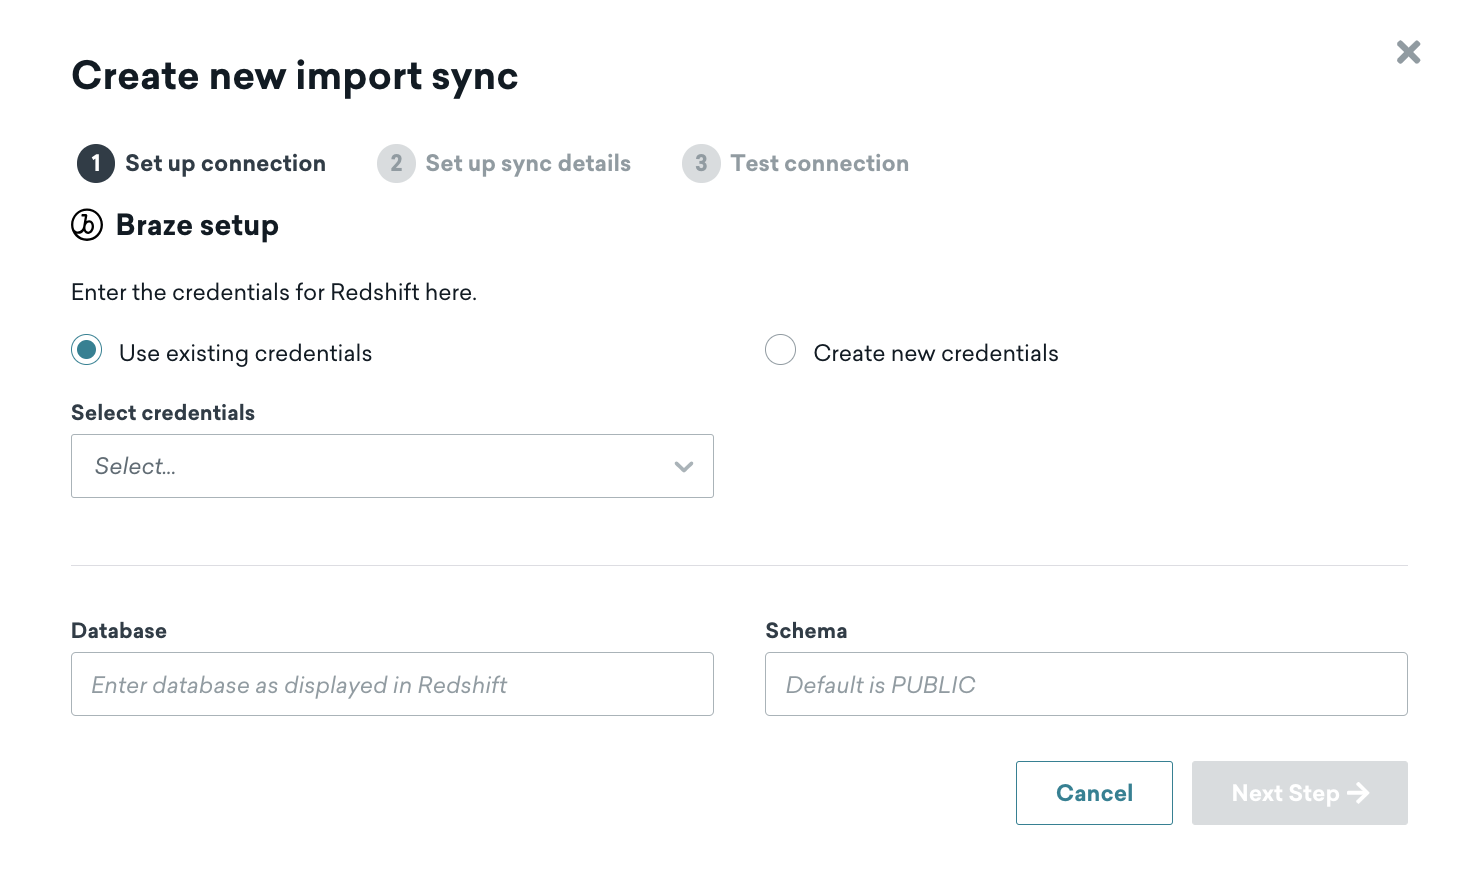 Create new import sync
1 Set up connection 2 Set up sync details 3 Test connection
Braze setup
Enter the credentials for Redshift here.
Use existing credentials Create new credentials
Select credentials
Select...
Database Schema
Enter database as displayed in Redshift Default is PUBLIC
Cancel Next Step →